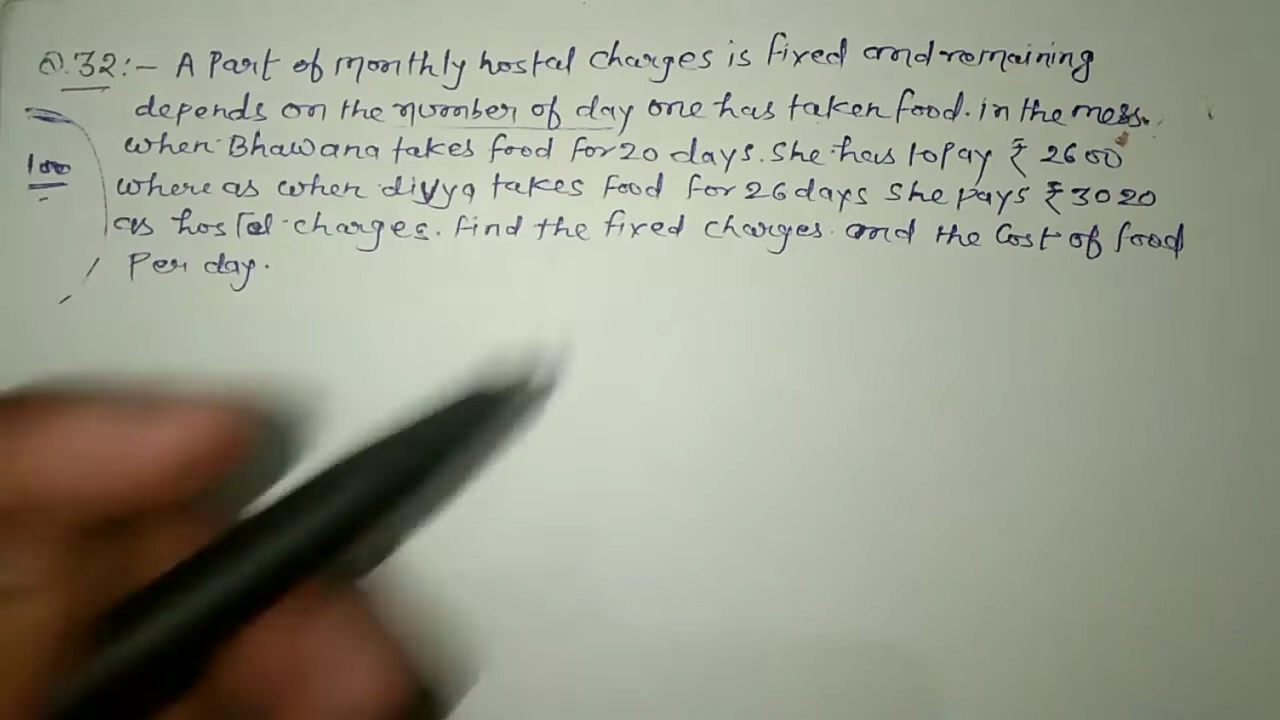 Q.32:- A Part of monthly hostal charges is fixed and remaining
depends on the number of day one has taken food. in the mess.
when Bhawana takes food for 20 days. She has to pay ₹ 2600
where as when divya takes food for 26 days she pays ₹ 3020
as hostel charges. find the fixed charges. and the Cost of food
Per day.
100